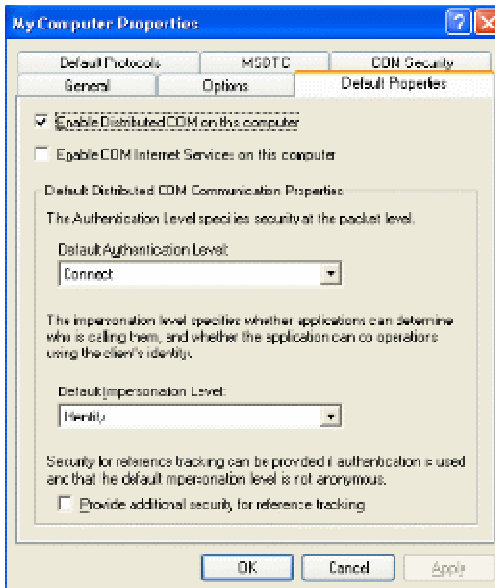 My Computer Properties
Default Protocols MSDTC COM Security
General Options Default Properties
Enable Distributed COM on this computer
Enable COM Internet Services on this computer
Default Distributed COM Communication Properties
The Authentication Level specifies security at the packet level.
Default Authentication Level:
Connect
The impersonation level specifies whether applications can determine
who is calling them, and whether the application can do operations
using the client's identity.
Default Impersonation Level:
Identify
Security for reference tracking can be provided if authentication is used
and that the default impersonation level is not anonymous.
Provide additional security for reference tracking
OK Cancel Apply